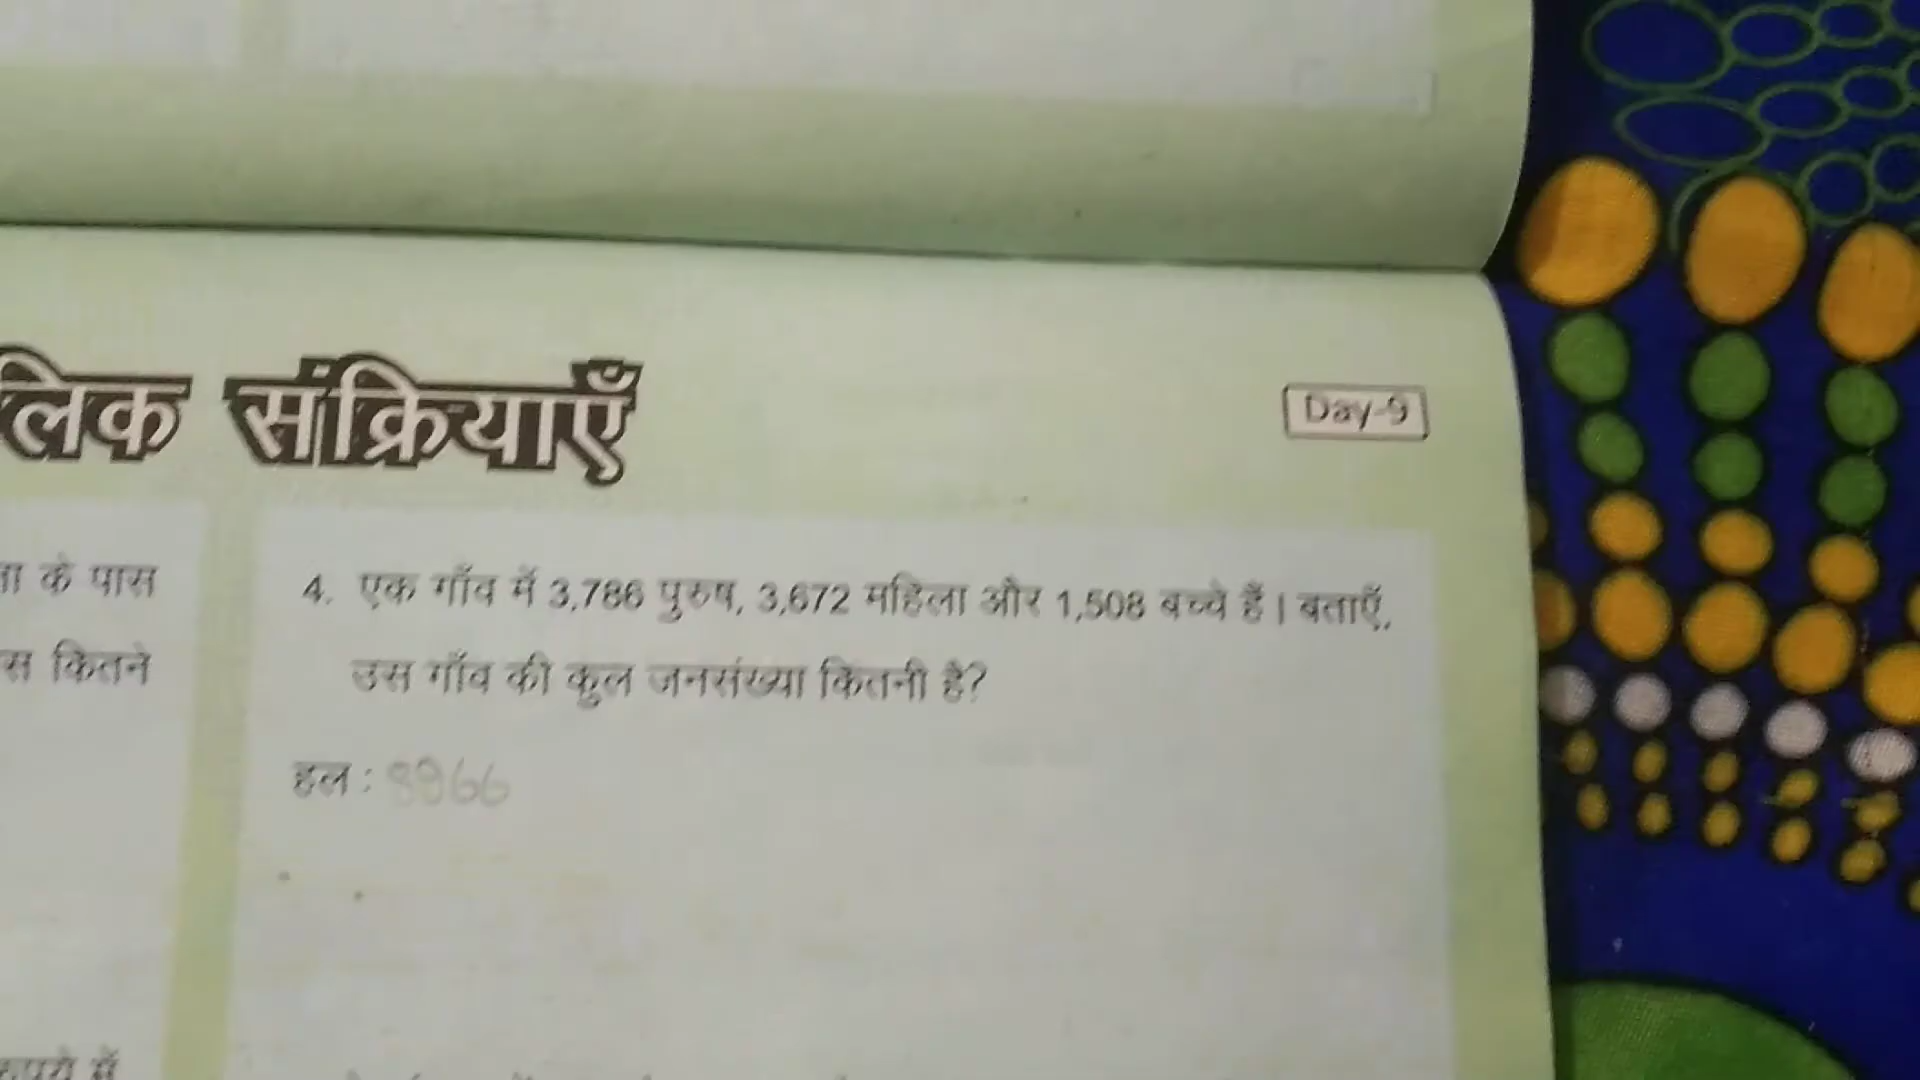 लिक संक्रियाएँ
Day-9
ा के पास
स कितने
4. एक गाँव में 3,786 पुरुष, 3,672 महिला और 1,508 बच्चे हैं। बताएँ,
उस गाँव की कुल जनसंख्या कितनी है?
हल : 8966
रुपये में